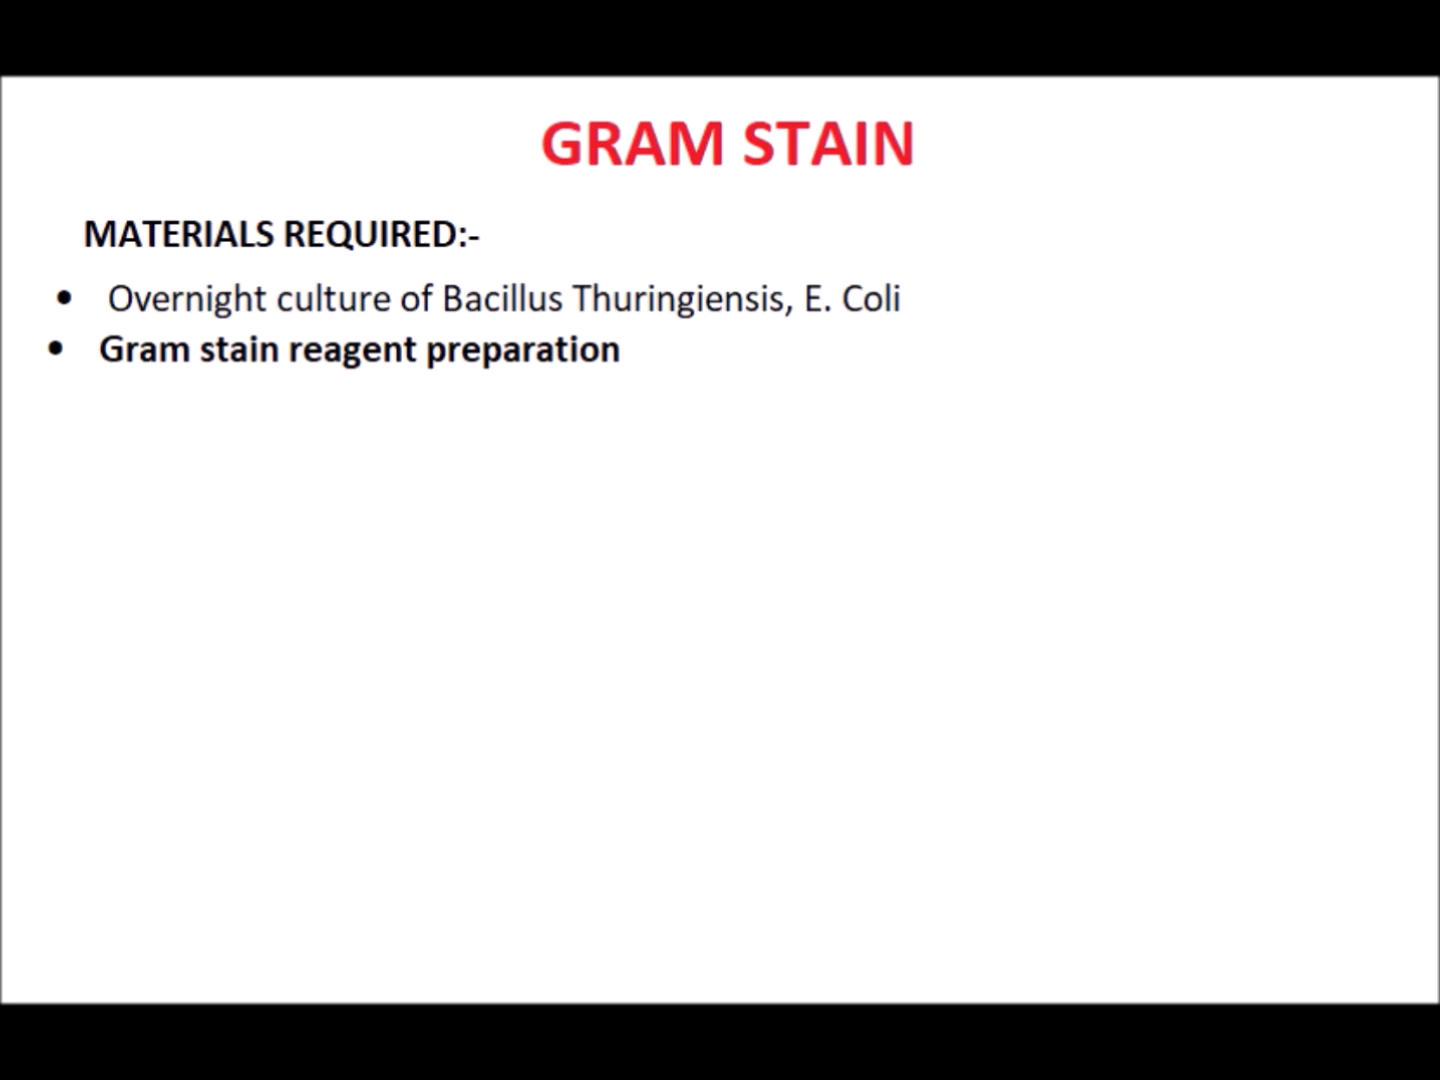 GRAM STAIN
MATERIALS REQUIRED:-
• Overnight culture of Bacillus Thuringiensis, E. Coli
• Gram stain reagent preparation